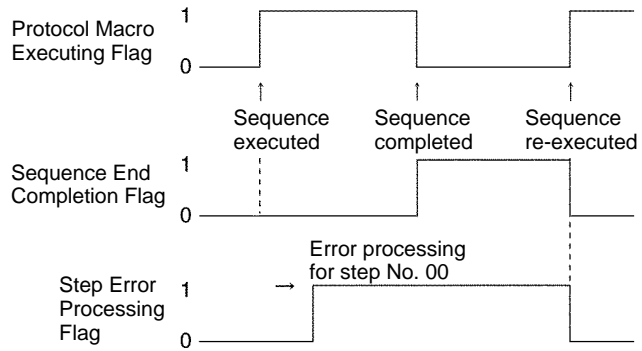 Protocol Macro
Executing Flag
1
0
Sequence
executed
Sequence
completed
Sequence
re-executed
Sequence End
Completion Flag
1
0
Error processing
for step No. 00
Step Error
Processing
Flag
1
0